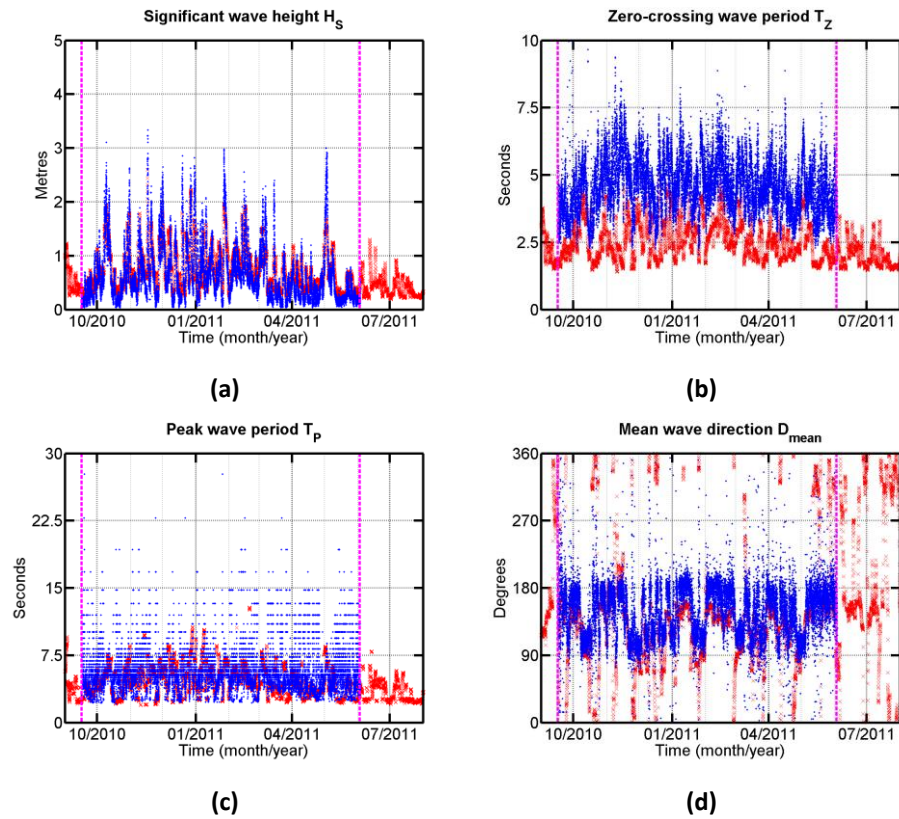 Significant wave height H_S
5
4
3
2
1
0
Metres
10/2010 01/2011 04/2011 07/2011
Time (month/year)
(a)
Zero-crossing wave period T_Z
10
7.5
5
2.5
0
Seconds
10/2010 01/2011 04/2011 07/2011
Time (month/year)
(b)
Peak wave period T_P
30
22.5
15
7.5
0
Seconds
10/2010 01/2011 04/2011 07/2011
Time (month/year)
(c)
Mean wave direction D_mean
360
270
180
90
0
Degrees
10/2010 01/2011 04/2011 07/2011
Time (month/year)
(d)